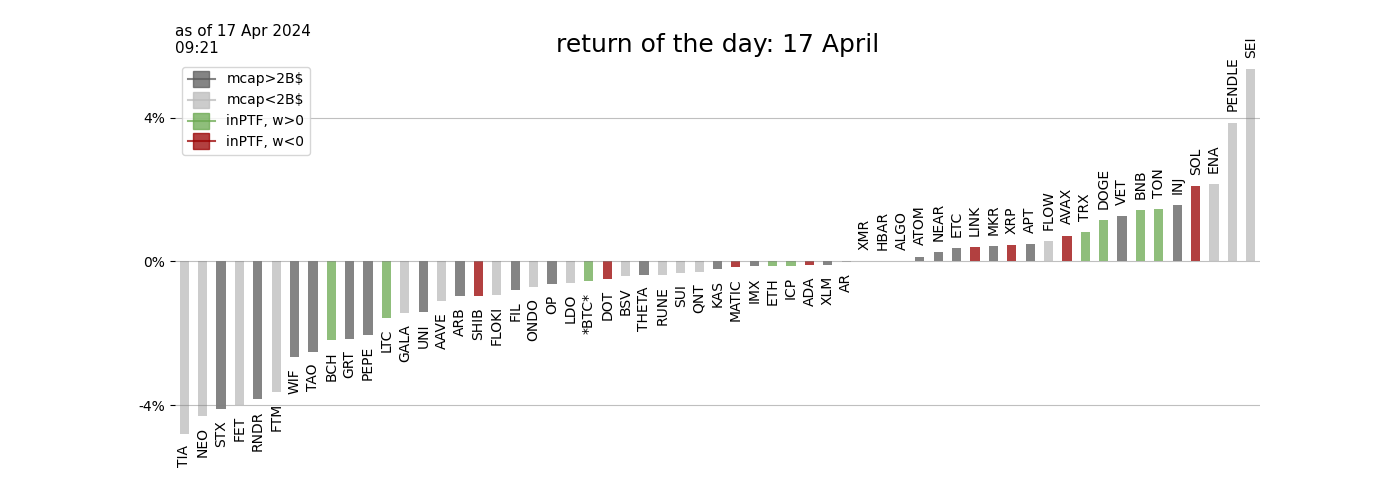 as of 17 Apr 2024
09:21
return of the day: 17 April
mcap>2B$
mcap<2B$
inPTF, w>0
inPTF, w<0
4%
0%
-4%
TIA
NEO
STX
FET
RNDR
FTM
WIF
TAO
BCH
GRT
PEPE
LTC
GALA
UNI
AAVE
ARB
SHIB
FLOKI
FIL
ONDO
OP
LDO
*BTC*
DOT
BSV
THETA
RUNE
SUI
QNT
KAS
MATIC
IMX
ETH
ICP
ADA
XLM
AR
XMR
HBAR
ALGO
ATOM
NEAR
ETC
LINK
MKR
XRP
APT
FLOW
AVAX
TRX
DOGE
VET
BNB
TON
INJ
SOL
ENA
PENDLE
SEI